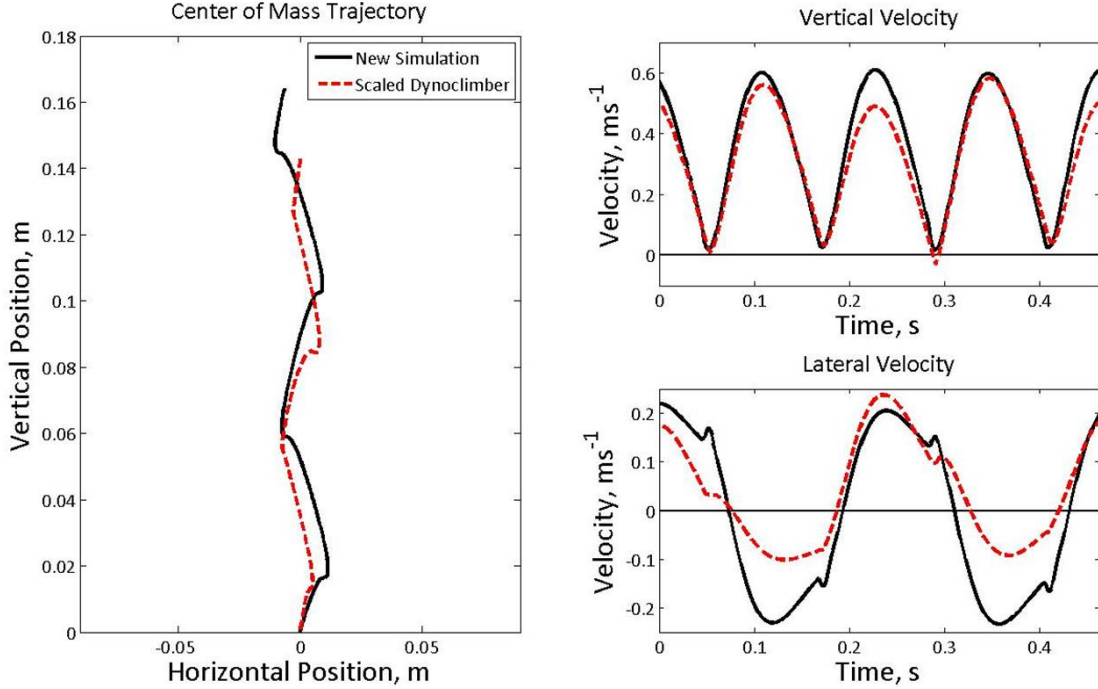 Center of Mass Trajectory
0.18
0.16
0.14
0.12
0.1
0.08
0.06
0.04
0.02
0
-0.05
0
0.05
Vertical Position, m
Horizontal Position, m
New Simulation
Scaled Dynoclimber
Vertical Velocity
0.6
0.4
0.2
0
0
0.1
0.2
0.3
0.4
Velocity, ms-1
Time, s
Lateral Velocity
0.2
0.1
0
-0.1
-0.2
0
0.1
0.2
0.3
0.4
Velocity, ms-1
Time, s